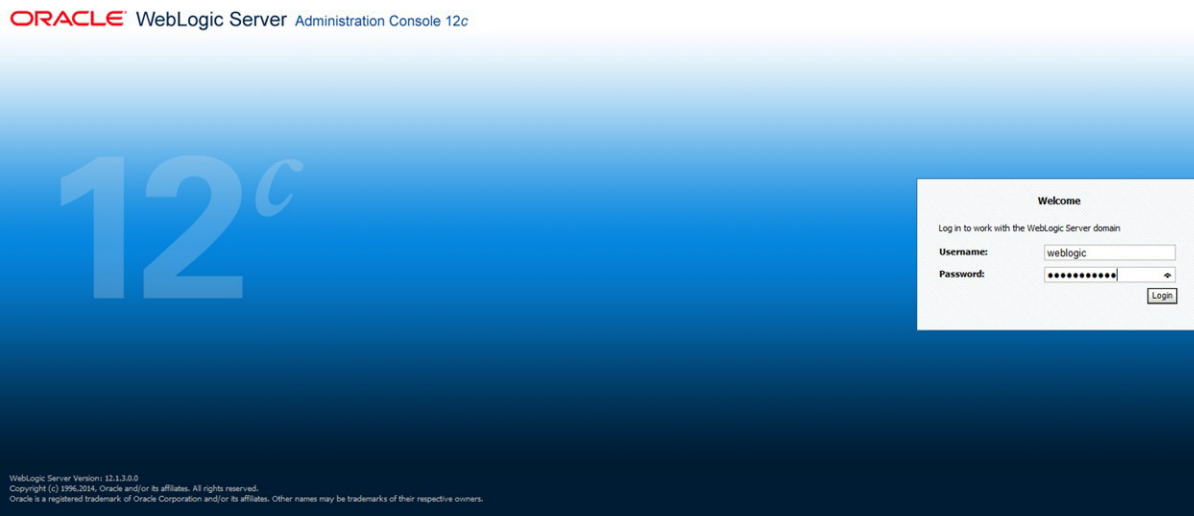 ORACLE WebLogic Server Administration Console 12c
12c
Welcome
Log in to work with the WebLogic Server domain
Username: weblogic
Password: •••••••••••
Login
WebLogic Server Version: 12.1.3.0.0
Copyright (c) 1996,2014, Oracle and/or its affiliates. All rights reserved.
Oracle is a registered trademark of Oracle Corporation and/or its affiliates. Other names may be trademarks of their respective owners.